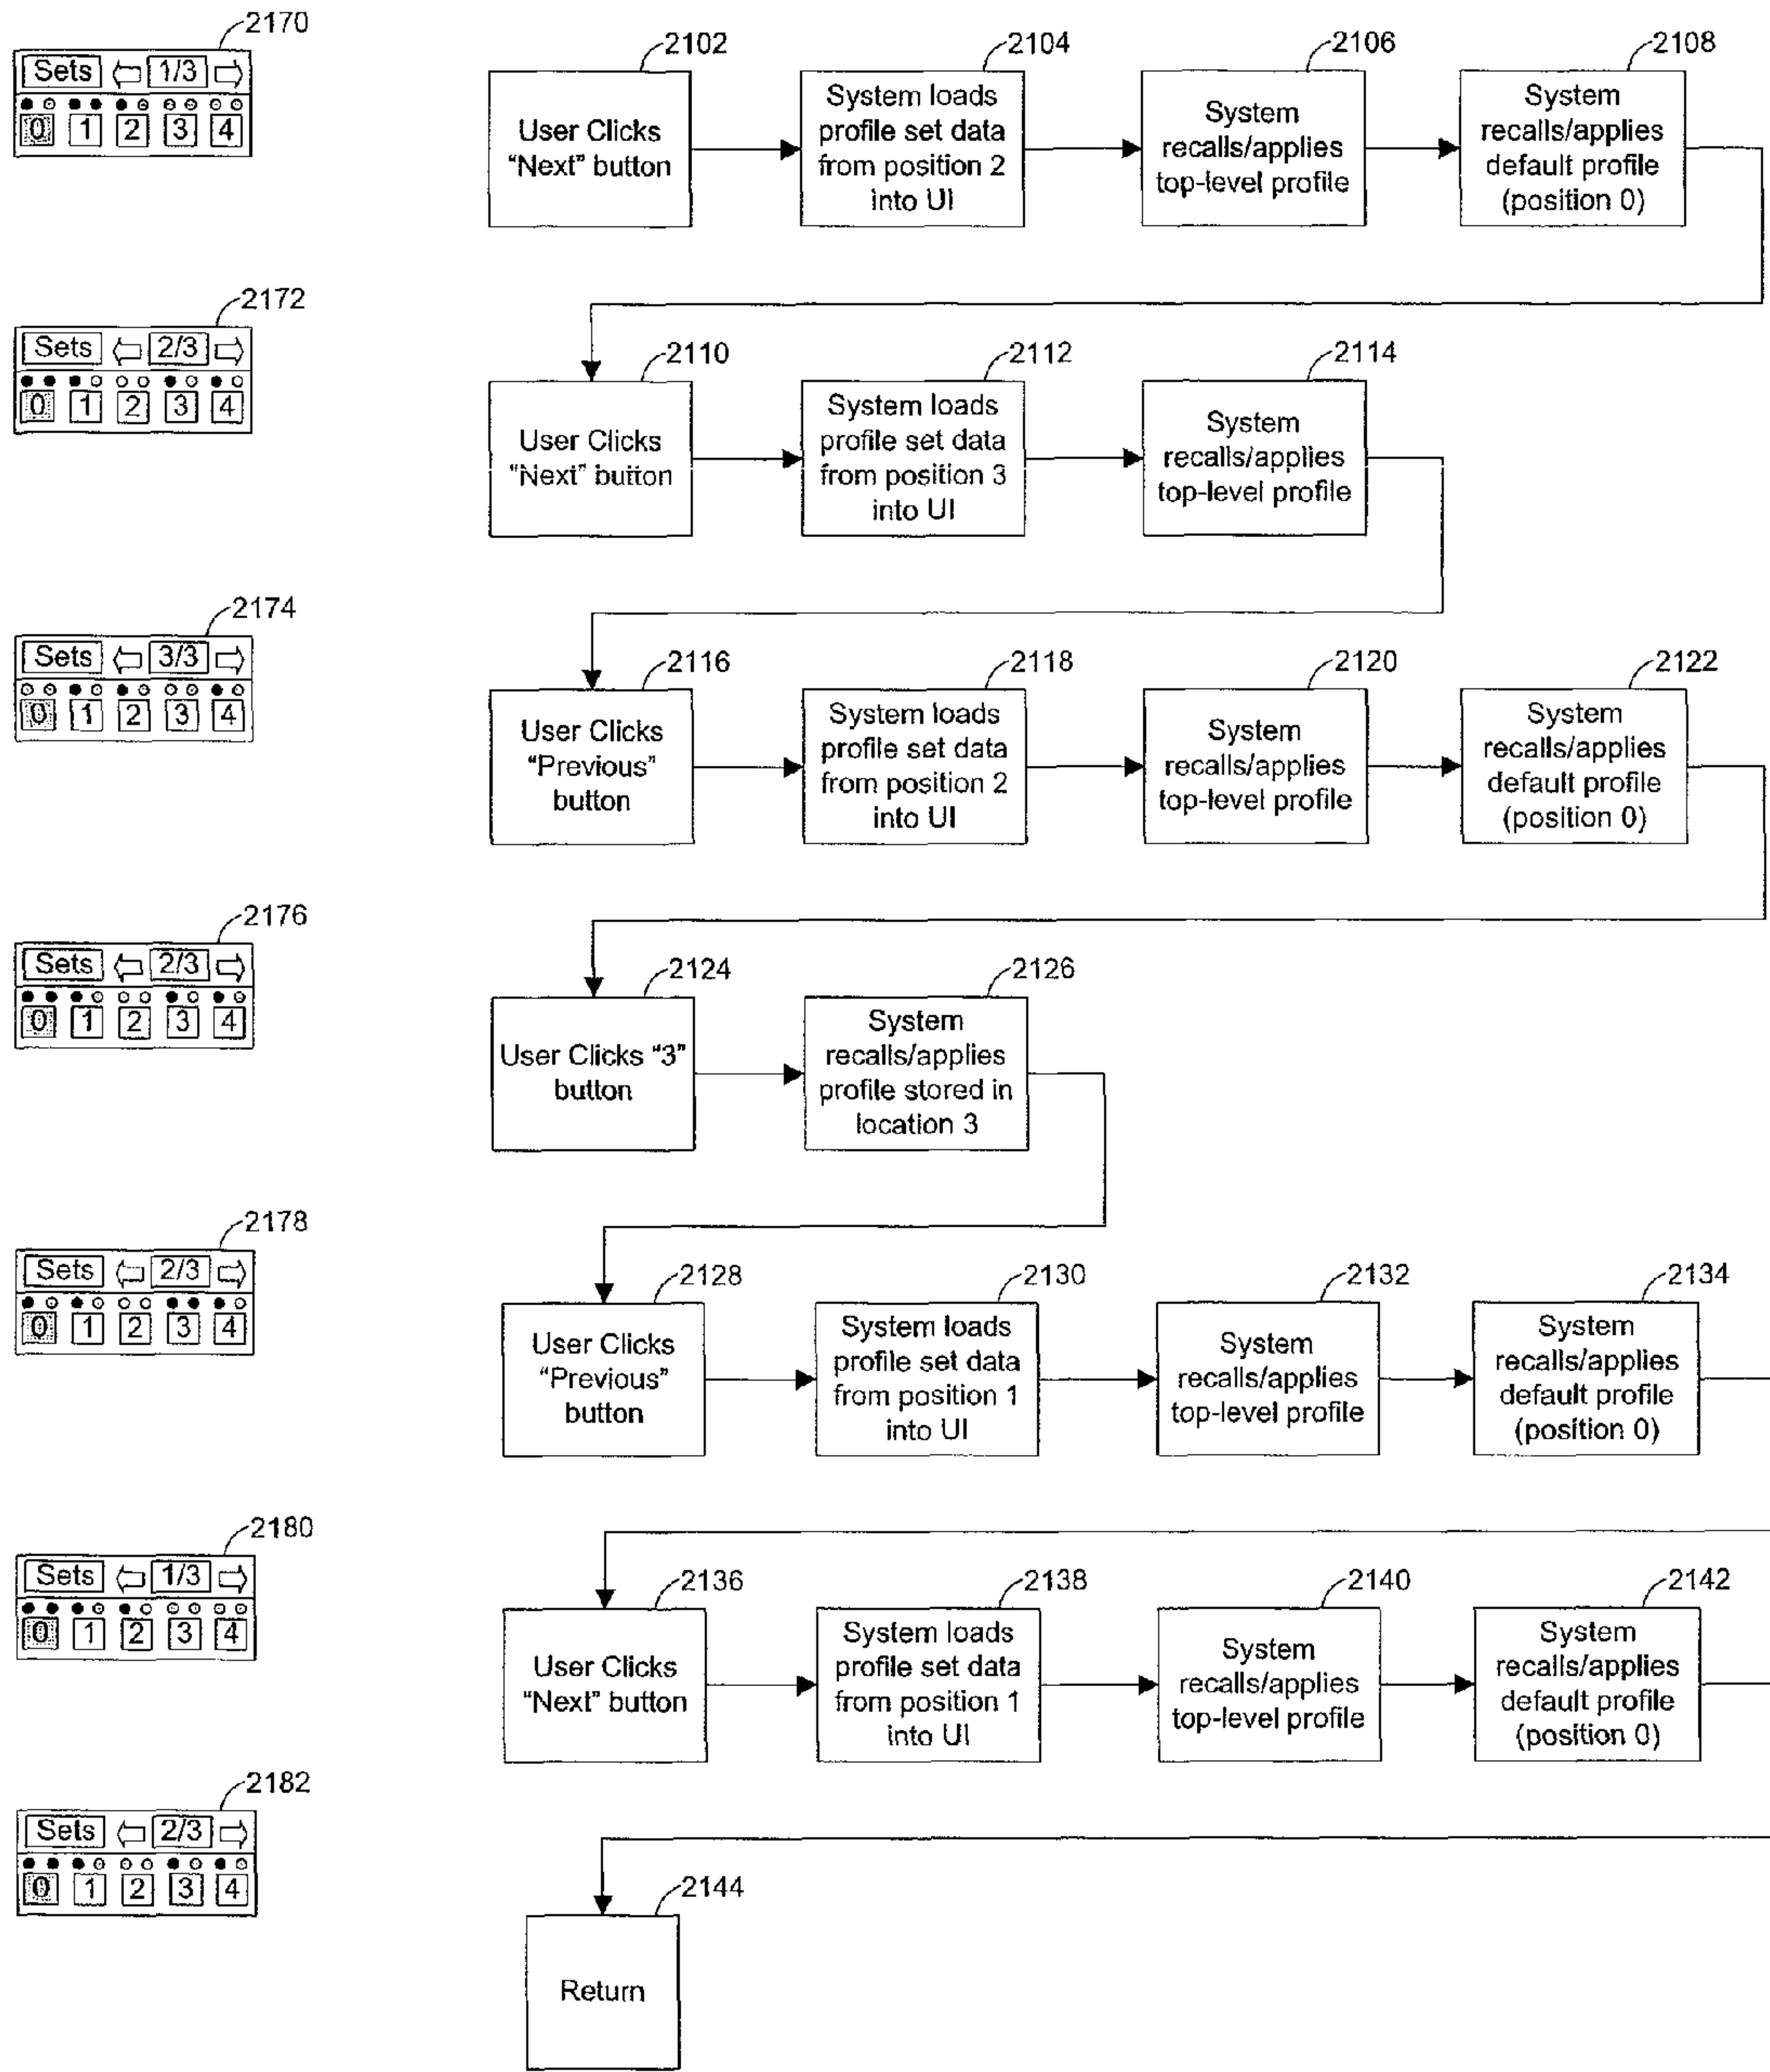 2170
Sets 1/3
0 1 2 3 4
2102
User Clicks
“Next” button
2104
System loads
profile set data
from position 2
into UI
2106
System
recalls/applies
top-level profile
2108
System
recalls/applies
default profile
(position 0)
2172
Sets 2/3
0 1 2 3 4
2110
User Clicks
“Next” button
2112
System loads
profile set data
from position 3
into UI
2114
System
recalls/applies
top-level profile
2174
Sets 3/3
0 1 2 3 4
2116
User Clicks
“Previous”
button
2118
System loads
profile set data
from position 2
into UI
2120
System
recalls/applies
top-level profile
2122
System
recalls/applies
default profile
(position 0)
2176
Sets 2/3
0 1 2 3 4
2124
User Clicks “3”
button
2126
System
recalls/applies
profile stored in
location 3
2178
Sets 2/3
0 1 2 3 4
2128
User Clicks
“Previous”
button
2130
System loads
profile set data
from position 1
into UI
2132
System
recalls/applies
top-level profile
2134
System
recalls/applies
default profile
(position 0)
2180
Sets 1/3
0 1 2 3 4
2136
User Clicks
“Next” button
2138
System loads
profile set data
from position 1
into UI
2140
System
recalls/applies
top-level profile
2142
System
recalls/applies
default profile
(position 0)
2182
Sets 2/3
0 1 2 3 4
2144
Return